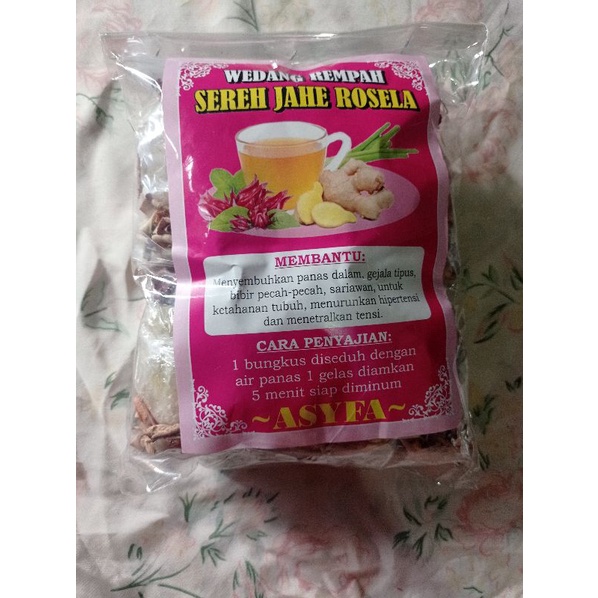 WEDANG REMPAH
SEREH JAHE ROSELA
MEMBANTU:
Menyembuhkan panas dalam. gejala tipus,
bibir pecah-pecah, sariawan, untuk
ketahanan tubuh, menurunkan hipertensi
dan menetralkan tensi.
CARA PENYAJIAN:
1 bungkus diseduh dengan
air panas 1 gelas diamkan
5 menit siap diminum
~ASYFA~